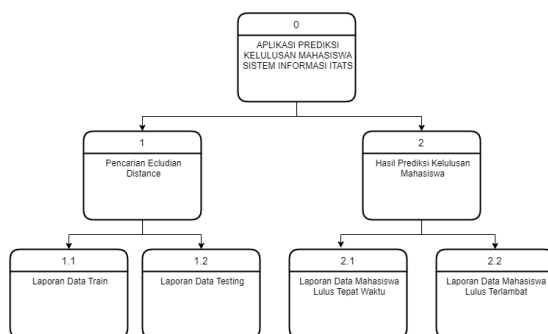 0
APLIKASI PREDIKSI
KELULUSAN MAHASISWA
SISTEM INFORMASI ITATS
1
Pencarian Ecludian
Distance
2
Hasil Prediksi Kelulusan
Mahasiswa
1.1
Laporan Data Train
1.2
Laporan Data Testing
2.1
Laporan Data Mahasiswa
Lulus Tepat Waktu
2.2
Laporan Data Mahasiswa
Lulus Terlambat